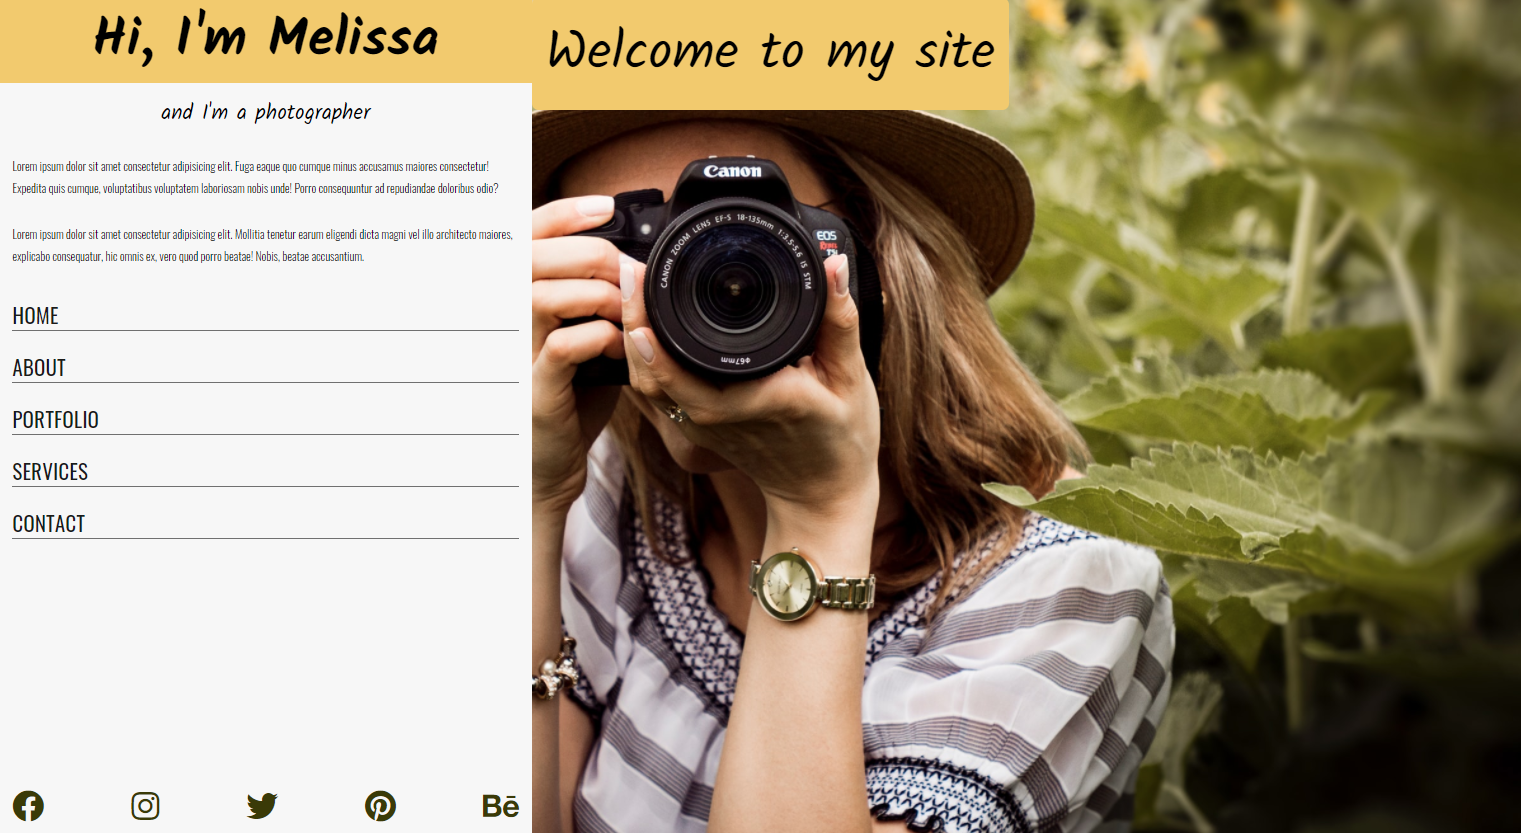 Hi, I'm Melissa
Welcome to my site
and I'm a photographer
Lorem ipsum dolor sit amet consectetur adipisicing elit. Fuga eaque quo cumque minus accusamus maiores consectetur!
Expedita quis cumque, voluptatibus voluptatem laboriosam nobis unde! Porro consequuntur ad repudiandae doloribus odio?
Lorem ipsum dolor sit amet consectetur adipisicing elit. Mollitia tenetur earum eligendi dicta magni vel illo architecto maiores,
explicabo consequatur, hic omnis ex, vero quod porro beatae! Nobis, beatae accusantium.
HOME
ABOUT
PORTFOLIO
SERVICES
CONTACT
Bē
Canon
CANON ZOOM LENS EF-S 18-135mm 1:3.5-5.6 IS STM
EOS
φ67mm